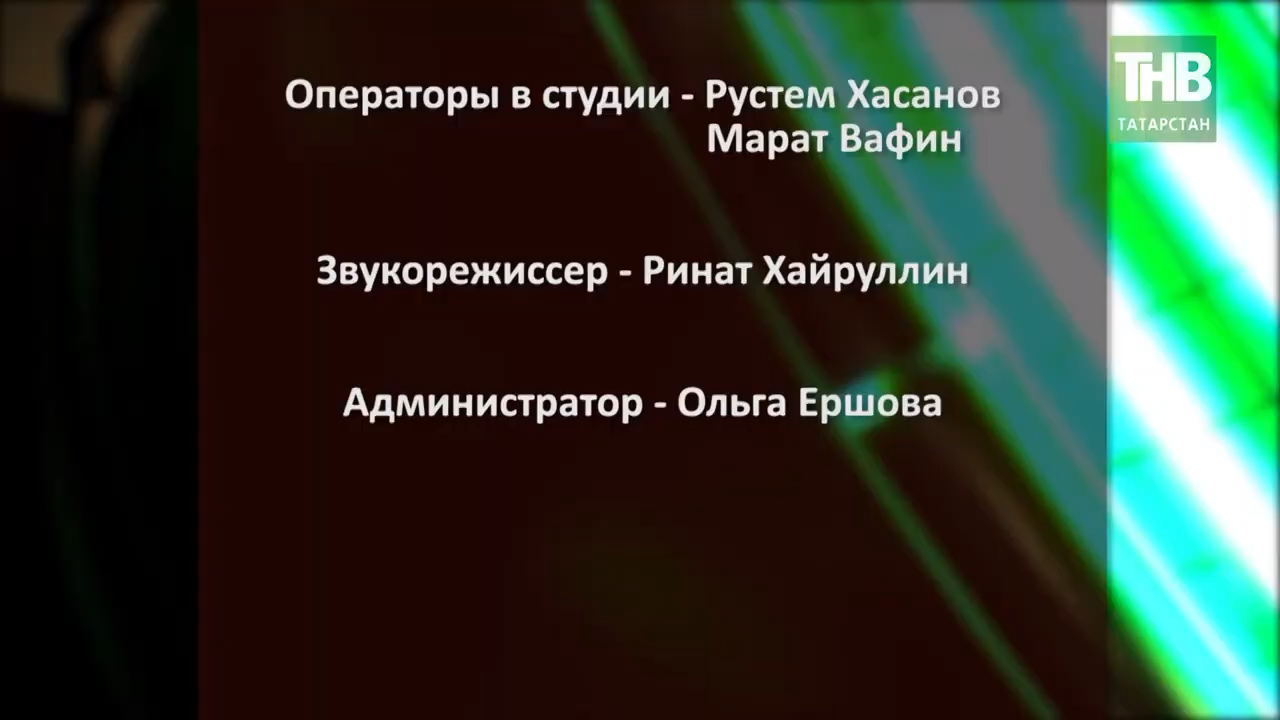 Операторы в студии - Рустем Хасанов
Марат Вафин
Звукорежиссер - Ринат Хайруллин
Администратор - Ольга Ершова
ТНВ
ТАТАРСТАН